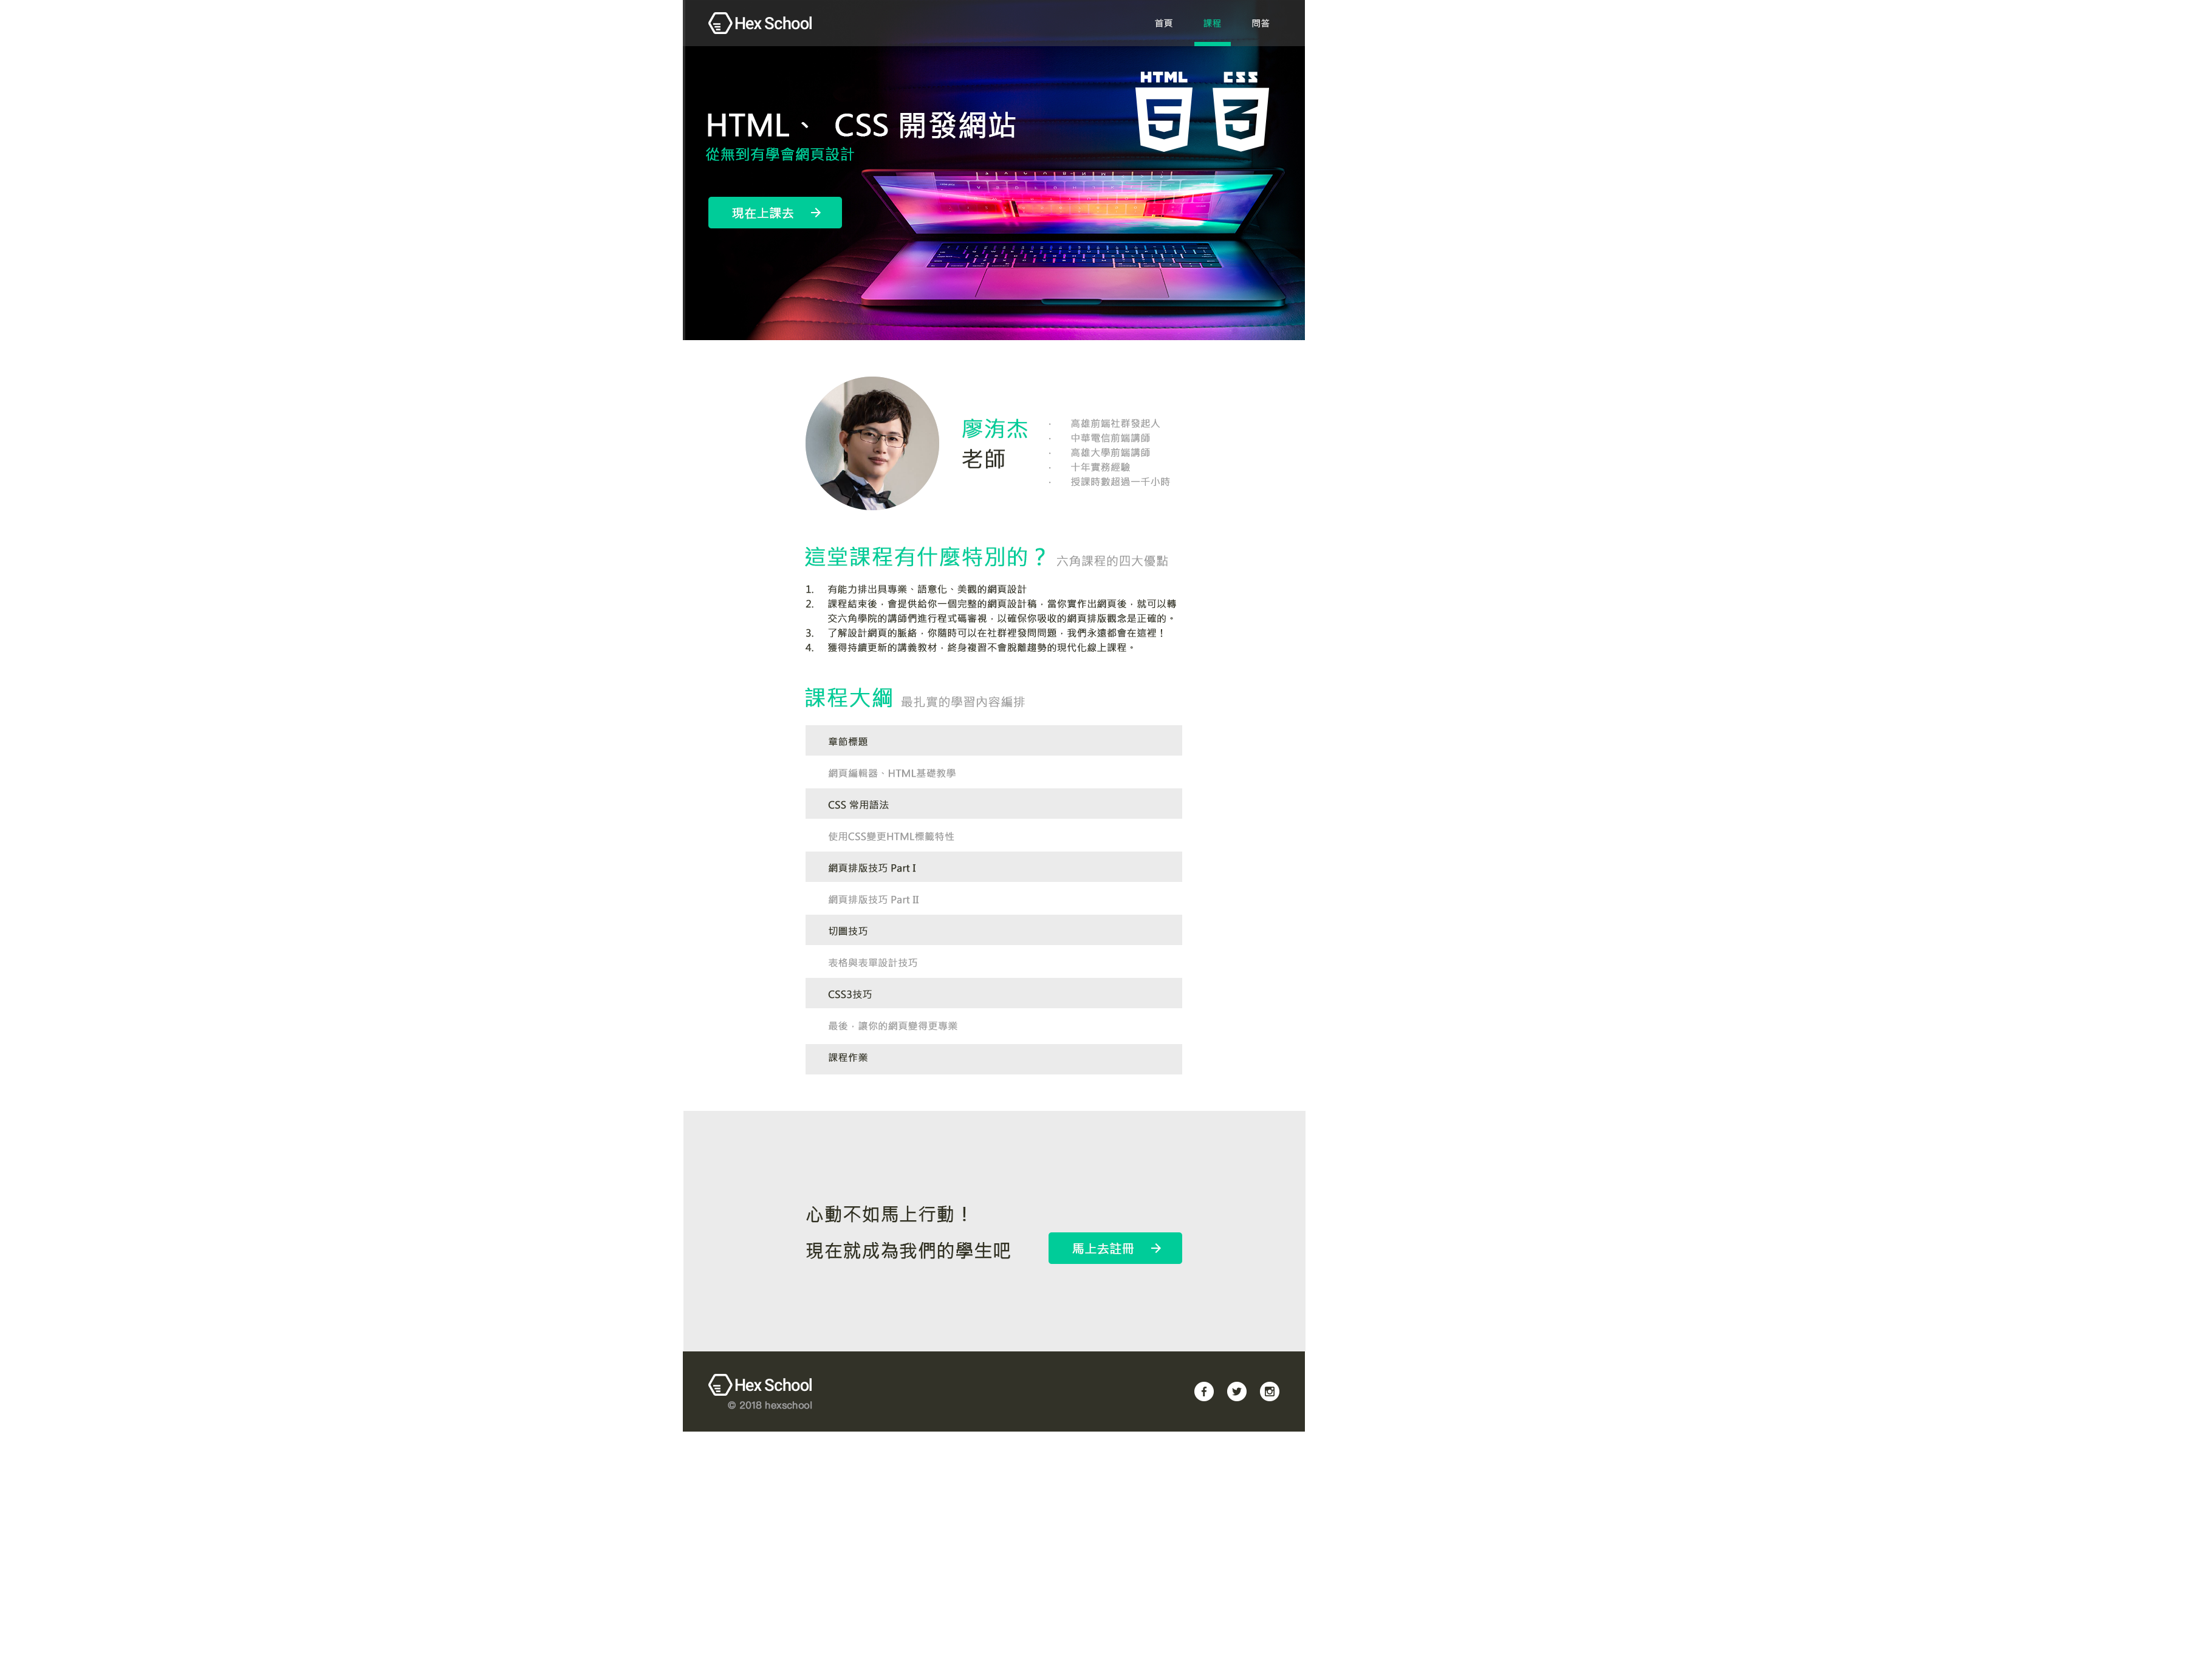 Hex School
首頁 課程 問答
HTML CSS
HTML、 CSS 開發網站
從無到有學會網頁設計
現在上課去
廖洧杰
老師
· 高雄前端社群發起人
· 中華電信前端講師
· 高雄大學前端講師
· 十年實務經驗
· 授課時數超過一千小時
這堂課程有什麼特別的? 六角課程的四大優點
1. 有能力排出具專業、語意化、美觀的網頁設計
2. 課程結束後,會提供給你一個完整的網頁設計稿,當你實作出網頁後,就可以轉
交六角學院的講師們進行程式碼審視,以確保你吸收的網頁排版觀念是正確的。
3. 了解設計網頁的脈絡,你隨時可以在社群裡發問問題,我們永遠都會在這裡!
4. 獲得持續更新的講義教材,終身複習不會脫離趨勢的現代化線上課程。
課程大綱 最扎實的學習內容編排
章節標題
網頁編輯器、HTML基礎教學
CSS 常用語法
使用CSS變更HTML標籤特性
網頁排版技巧 Part I
網頁排版技巧 Part II
切圖技巧
表格與表單設計技巧
CSS3技巧
最後,讓你的網頁變得更專業
課程作業
心動不如馬上行動!
現在就成為我們的學生吧
馬上去註冊
Hex School
© 2018 hexschool